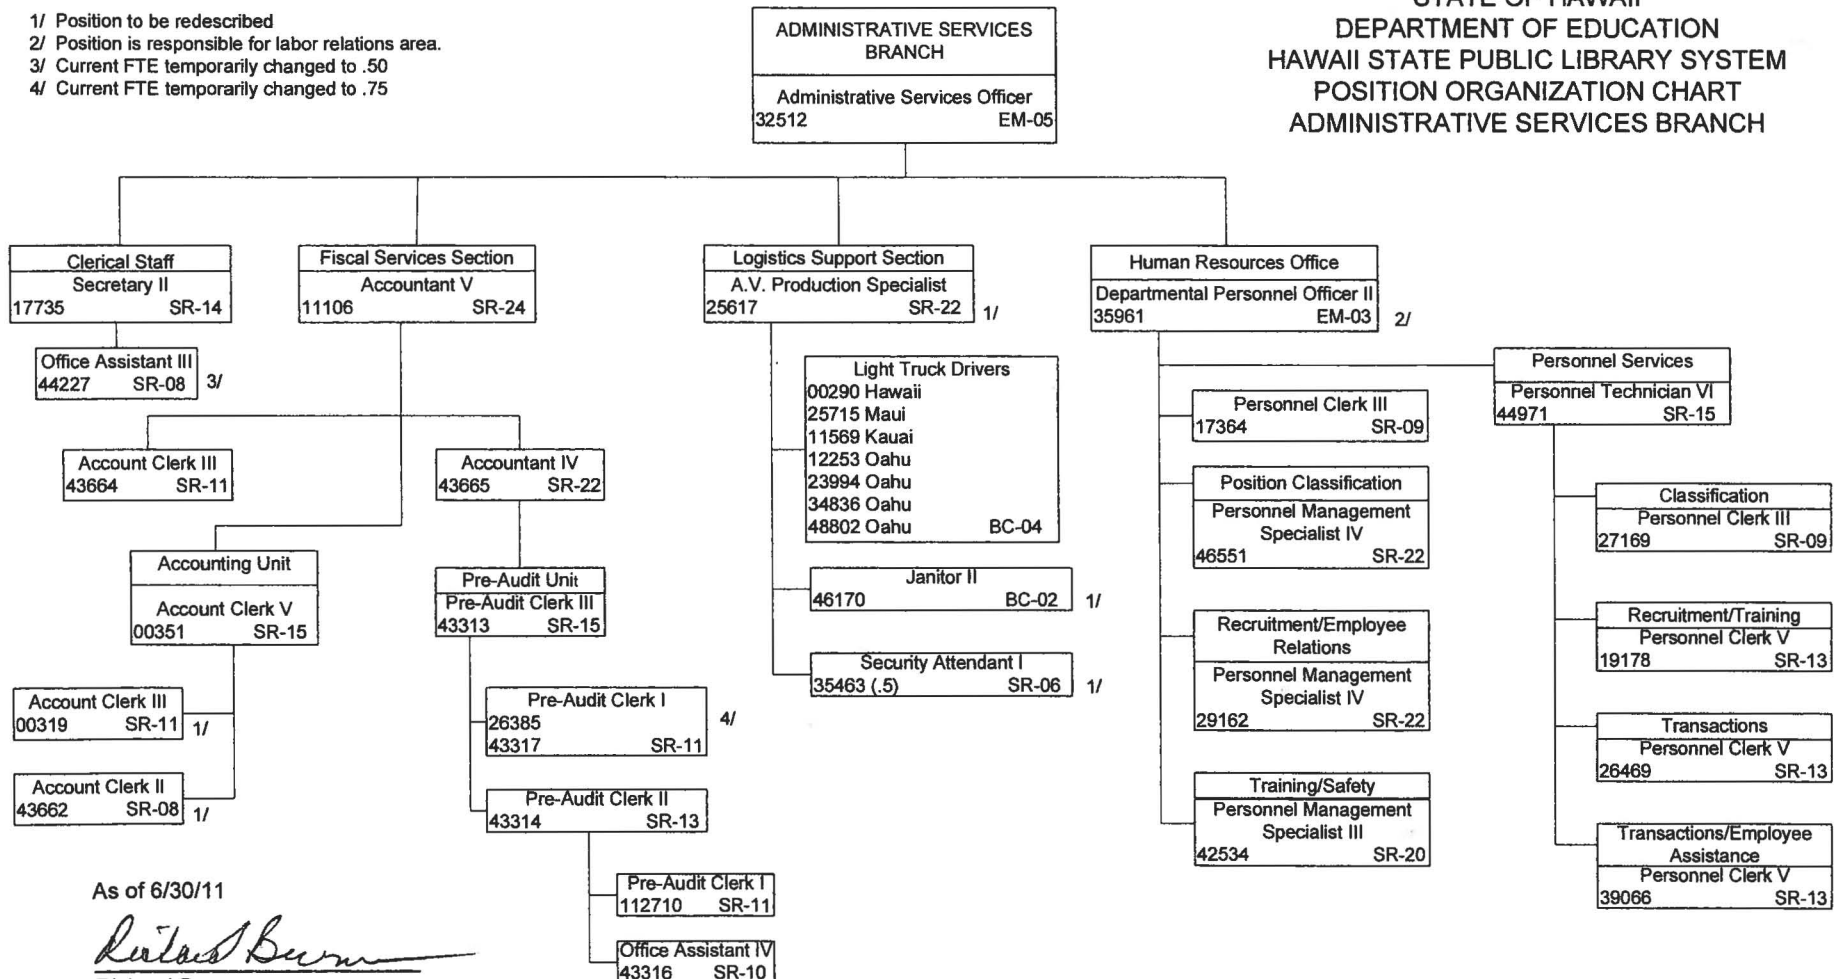 1/ Position to be redescribed
2/ Position is responsible for labor relations area.
3/ Current FTE temporarily changed to .50
4/ Current FTE temporarily changed to .75
STATE OF HAWAII
DEPARTMENT OF EDUCATION
HAWAII STATE PUBLIC LIBRARY SYSTEM
POSITION ORGANIZATION CHART
ADMINISTRATIVE SERVICES BRANCH
ADMINISTRATIVE SERVICES
BRANCH
Administrative Services Officer
32512 EM-05
Clerical Staff
Secretary II
17735 SR-14
Office Assistant III
44227 SR-08 3/
Fiscal Services Section
Accountant V
11106 SR-24
Account Clerk III
43664 SR-11
Accountant IV
43665 SR-22
Accounting Unit
Account Clerk V
00351 SR-15
Account Clerk III
00319 SR-11 1/
Account Clerk II
43662 SR-08 1/
Pre-Audit Unit
Pre-Audit Clerk III
43313 SR-15
Pre-Audit Clerk I
26385 4/
43317 SR-11
Pre-Audit Clerk II
43314 SR-13
Pre-Audit Clerk I
112710 SR-11
Office Assistant IV
43316 SR-10
Logistics Support Section
A.V. Production Specialist
25617 SR-22 1/
Light Truck Drivers
00290 Hawaii
25715 Maui
11569 Kauai
12253 Oahu
23994 Oahu
34836 Oahu
48802 Oahu BC-04
Janitor II
46170 BC-02 1/
Security Attendant I
35463 (.5) SR-06 1/
Human Resources Office
Departmental Personnel Officer II
35961 EM-03 2/
Personnel Clerk III
17364 SR-09
Position Classification
Personnel Management
Specialist IV
46551 SR-22
Recruitment/Employee
Relations
Personnel Management
Specialist IV
29162 SR-22
Training/Safety
Personnel Management
Specialist III
42534 SR-20
Personnel Services
Personnel Technician VI
44971 SR-15
Classification
Personnel Clerk III
27169 SR-09
Recruitment/Training
Personnel Clerk V
19178 SR-13
Transactions
Personnel Clerk V
26469 SR-13
Transactions/Employee
Assistance
Personnel Clerk V
39066 SR-13
As of 6/30/11